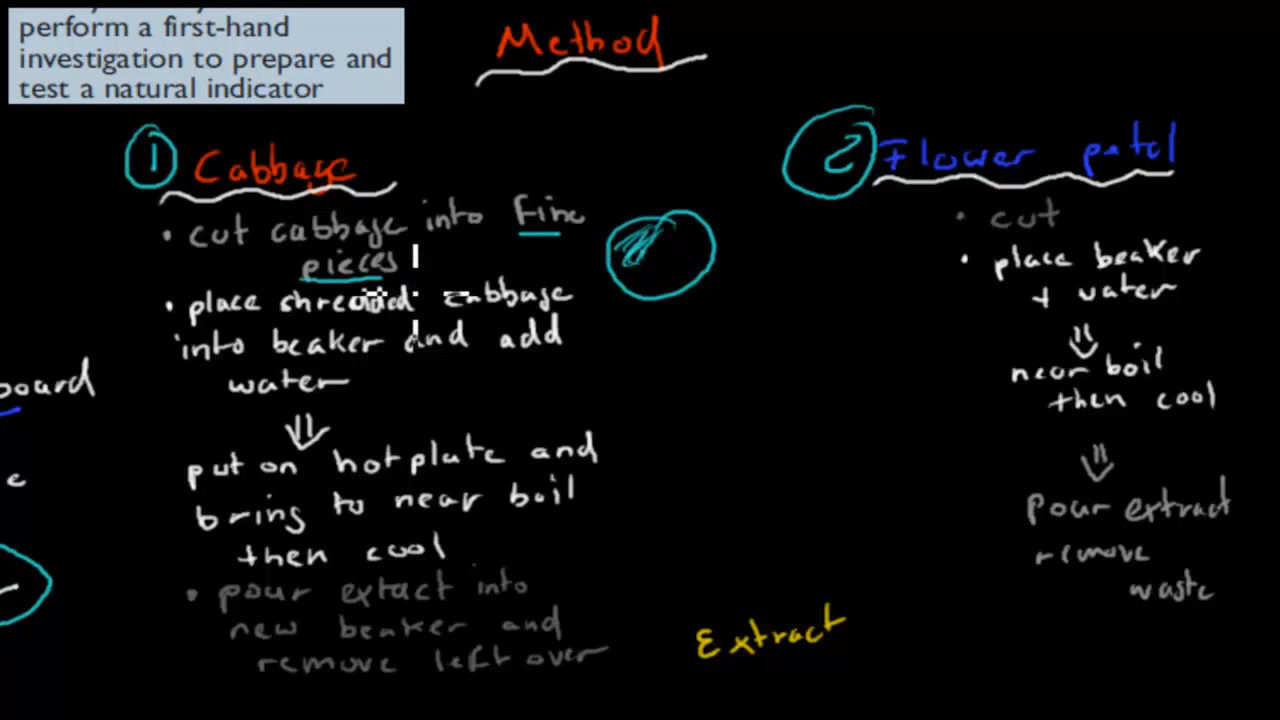 perform a first-hand
investigation to prepare and
test a natural indicator
Method
1 Cabbage
• cut cabbage into fine
pieces
• place shredded cabbage
into beaker and add
water
⇓
put on hotplate and
bring to near boil
then cool
• pour extact into
new beaker and
remove left over
board
e
Extract
2 Flower petal
• cut
• place beaker
+ water
⇓
near boil
then cool
⇓
pour extract
remove
waste